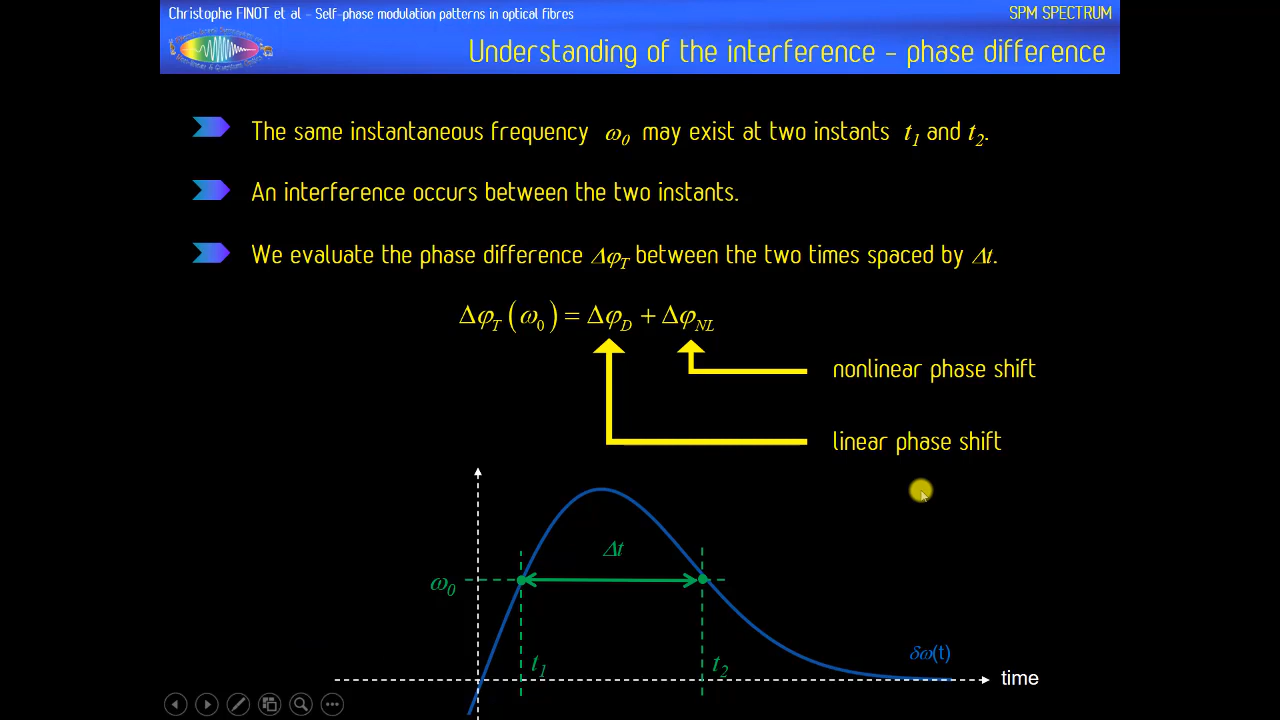 Christophe FINOT et al – Self-phase modulation patterns in optical fibres
SPM SPECTRUM
Understanding of the interference – phase difference
The same instantaneous frequency ω0 may exist at two instants t1 and t2.
An interference occurs between the two instants.
We evaluate the phase difference ΔφT between the two times spaced by Δt.
ΔφT (ω0) = ΔφD + ΔφNL
nonlinear phase shift
linear phase shift
Δt
ω0
t1
t2
δω(t)
time